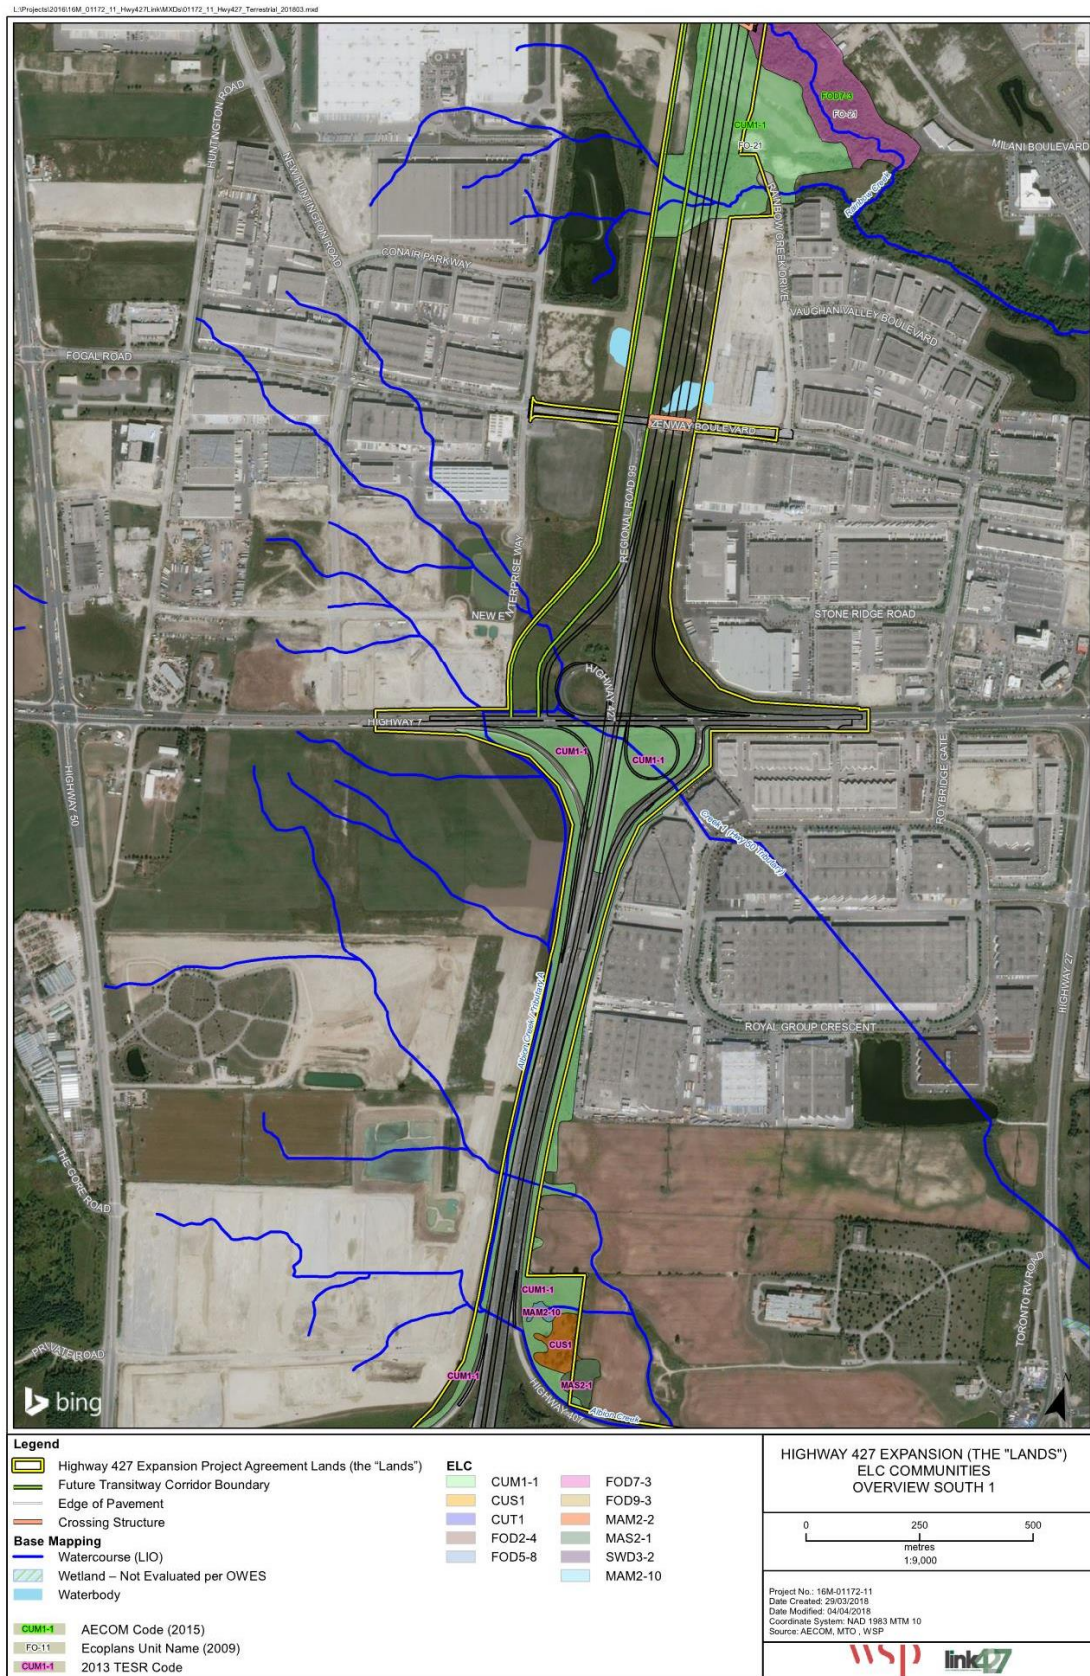 L:\Projects\2016\16M_01172_11_Hwy427Link\MXDs\01172_11_Hwy427_Terrestrial_201803.mxd
FOD7-3
FO-21
CUM1-1
FO-21
MILANI BOULEVARD
HUNTINGTON ROAD
NEW HUNTINGTON ROAD
Rainbow Creek
RAINBOW CREEK DRIVE
CONAIR PARKWAY
VAUGHAN VALLEY BOULEVARD
FOGAL ROAD
ZENWAY BOULEVARD
REGIONAL ROAD 99
ENTERPRISE WAY
NEW E
STONE RIDGE ROAD
HIGHWAY 427
HIGHWAY 7
CUM1-1
CUM1-1
HIGHWAY 50
ROYBRIDGE GATE
Creek 1 (Hwy 50 Tributary)
HIGHWAY 27
Albion Creek Tributary A
ROYAL GROUP CRESCENT
THE GORE ROAD
TORONTO RV ROAD
CUM1-1
MAM2-10
CUS1
PRIVATE ROAD
CUM1-1
MAS2-1
HIGHWAY 407
Albion Creek
bing
N
Legend
Highway 427 Expansion Project Agreement Lands (the "Lands")
Future Transitway Corridor Boundary
Edge of Pavement
Crossing Structure
Base Mapping
Watercourse (LIO)
Wetland – Not Evaluated per OWES
Waterbody
CUM1-1 AECOM Code (2015)
FO-11 Ecoplans Unit Name (2009)
CUM1-1 2013 TESR Code
ELC
CUM1-1
CUS1
CUT1
FOD2-4
FOD5-8
FOD7-3
FOD9-3
MAM2-2
MAS2-1
SWD3-2
MAM2-10
HIGHWAY 427 EXPANSION (THE "LANDS")
ELC COMMUNITIES
OVERVIEW SOUTH 1
0 250 500
metres
1:9,000
Project No.: 16M-01172-11
Date Created: 29/03/2018
Date Modified: 04/04/2018
Coordinate System: NAD 1983 MTM 10
Source: AECOM, MTO , WSP
wsp
link427